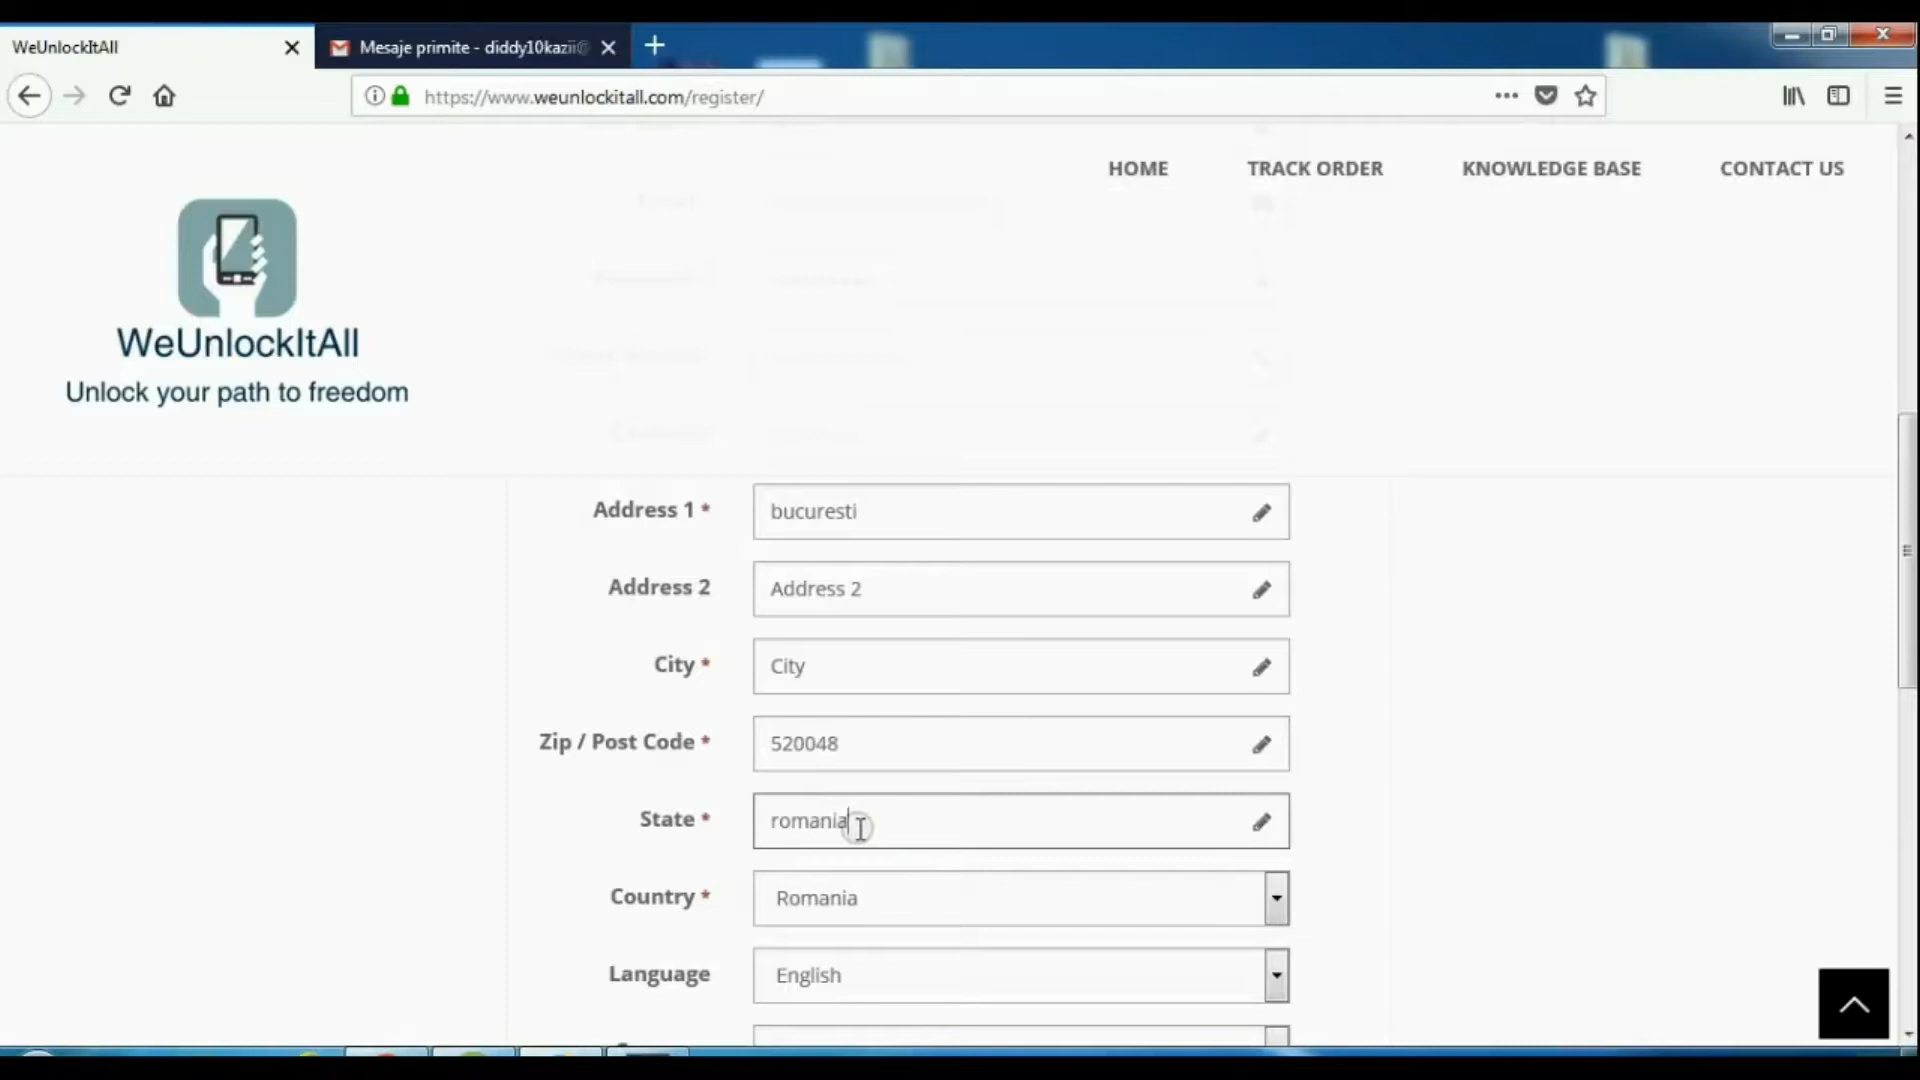 WeUnlockItAll
Mesaje primite - diddy10kazii@
https://www.weunlockitall.com/register/
HOME TRACK ORDER KNOWLEDGE BASE CONTACT US
WeUnlockItAll
Unlock your path to freedom
Address 1 * bucuresti
Address 2 Address 2
City * City
Zip / Post Code * 520048
State * romania
Country * Romania
Language English